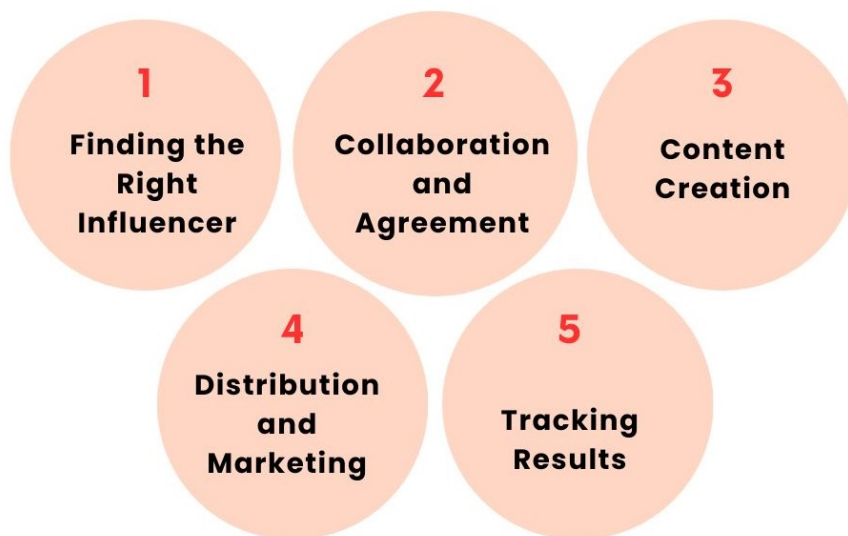 1
Finding the
Right
Influencer
2
Collaboration
and
Agreement
3
Content
Creation
4
Distribution
and
Marketing
5
Tracking
Results